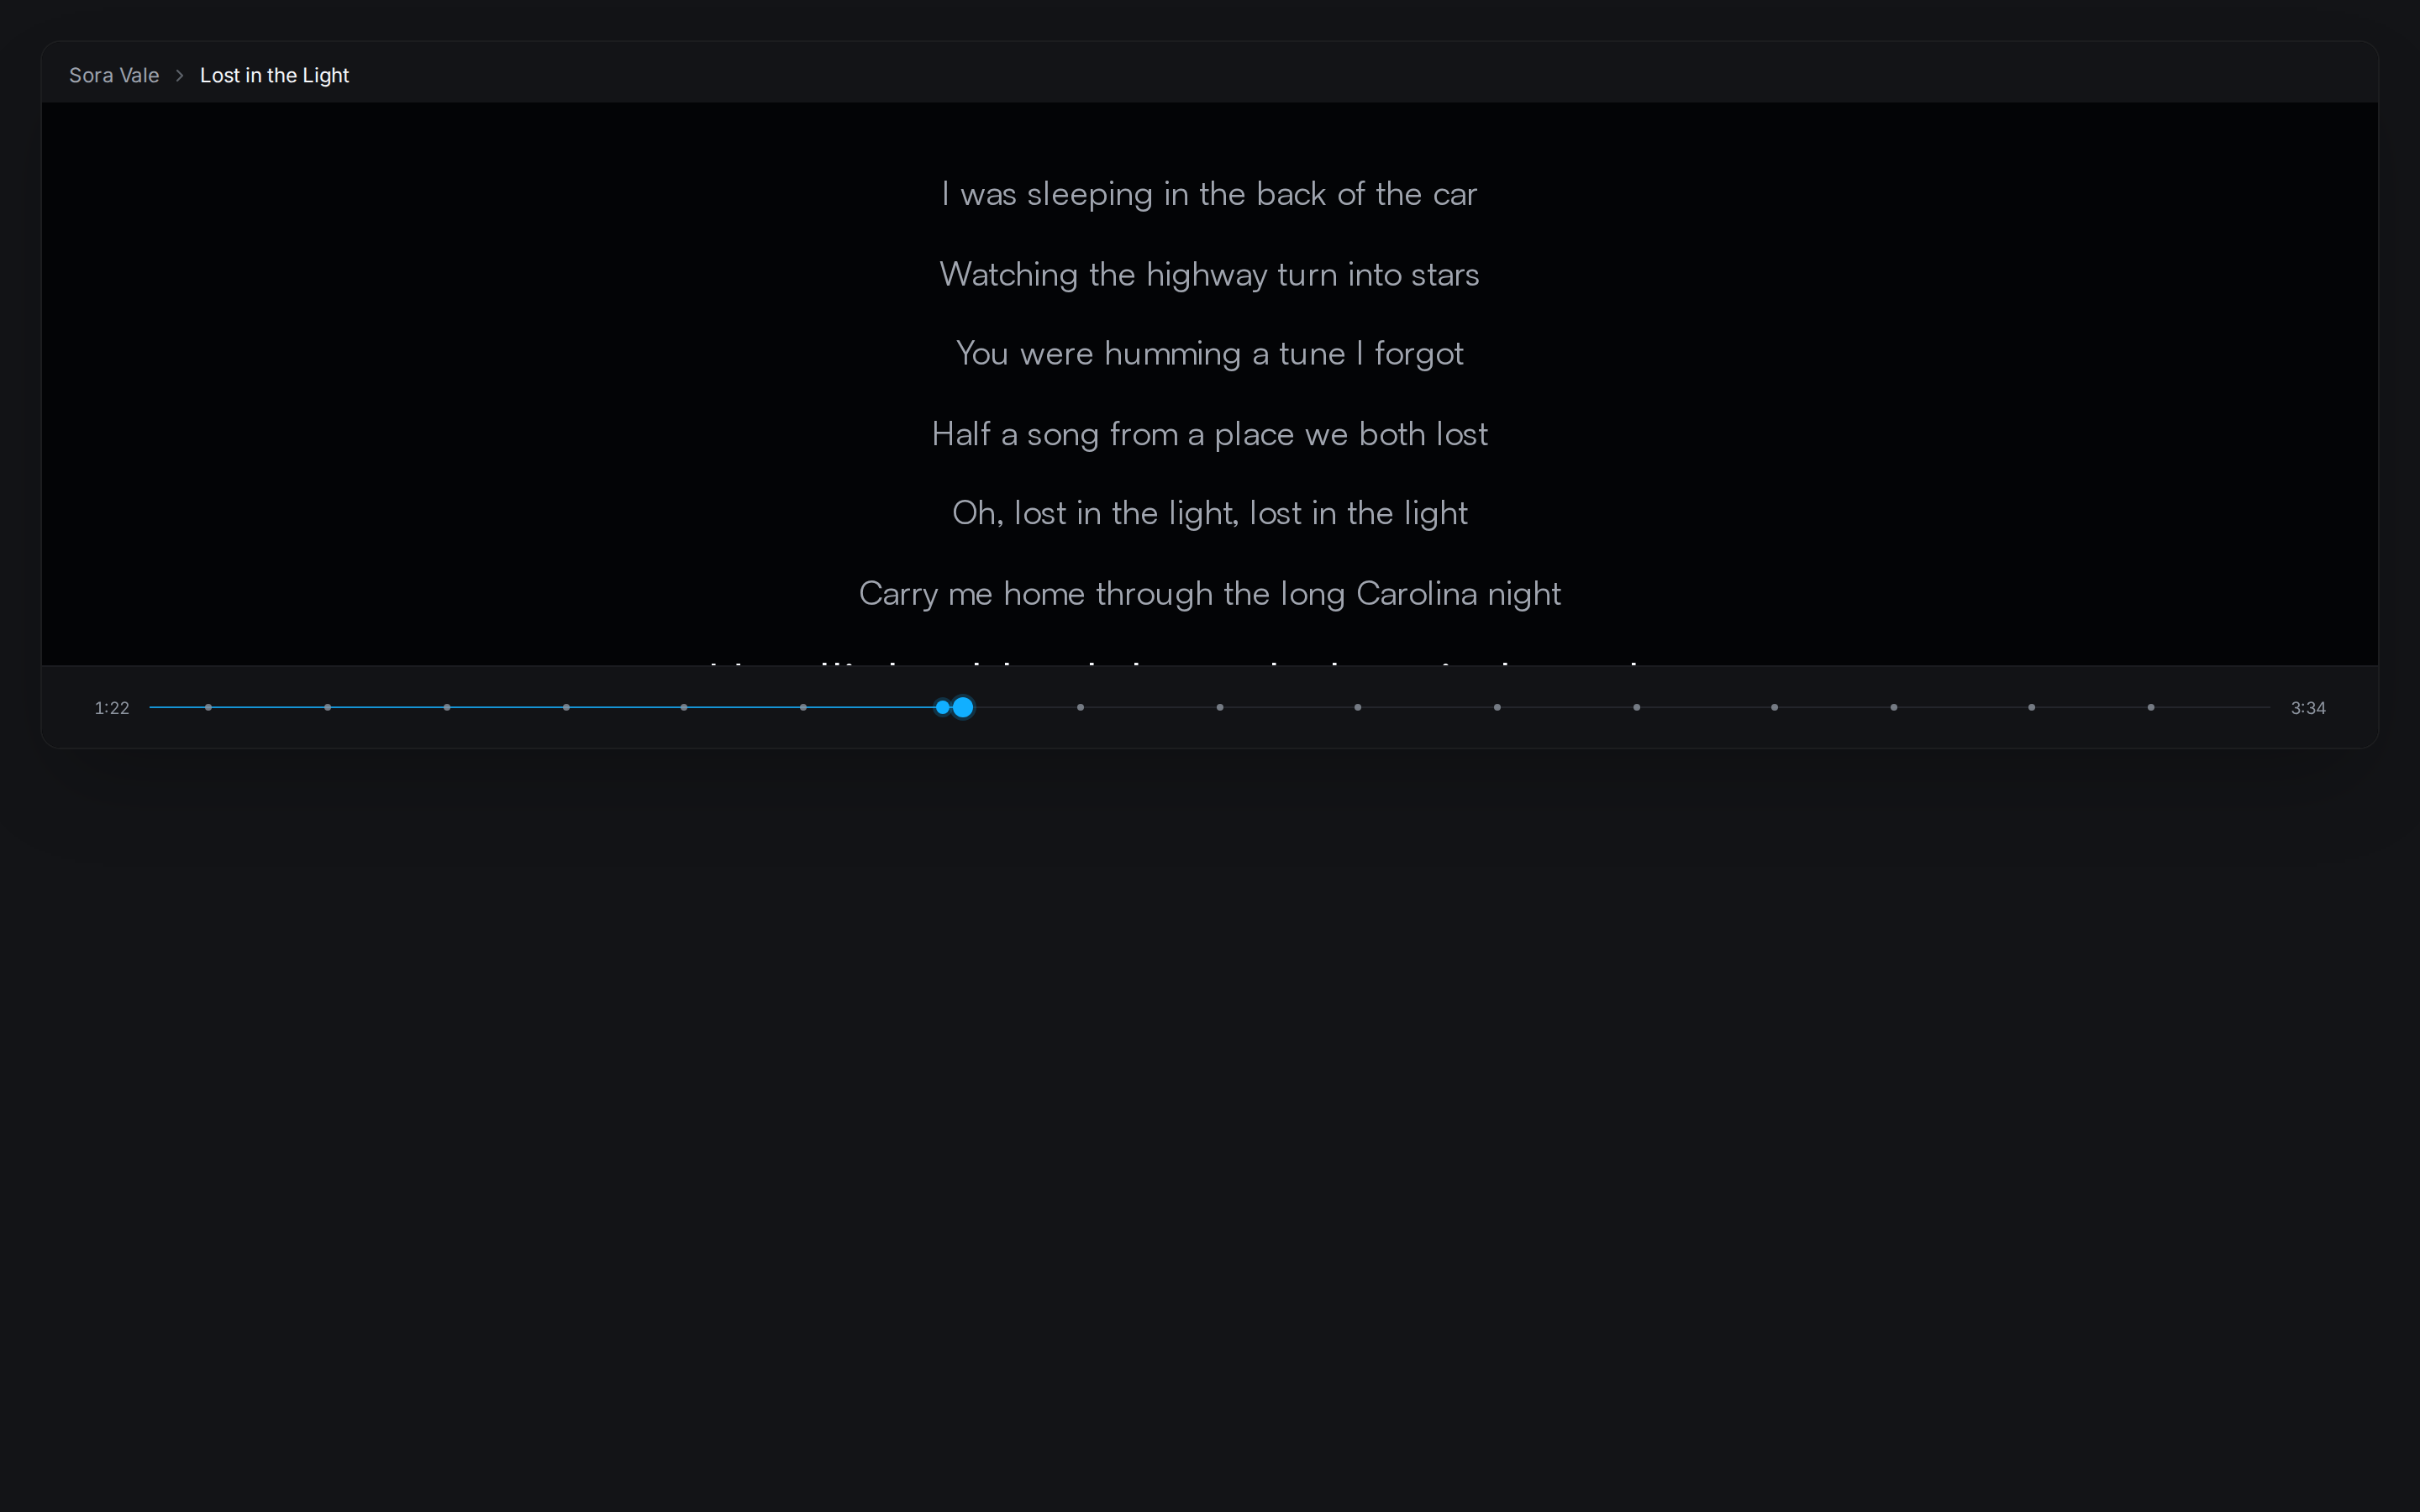 Sora Vale > Lost in the Light
I was sleeping in the back of the car
Watching the highway turn into stars
You were humming a tune I forgot
Half a song from a place we both lost
Oh, lost in the light, lost in the light
Carry me home through the long Carolina night
1:22
3:34